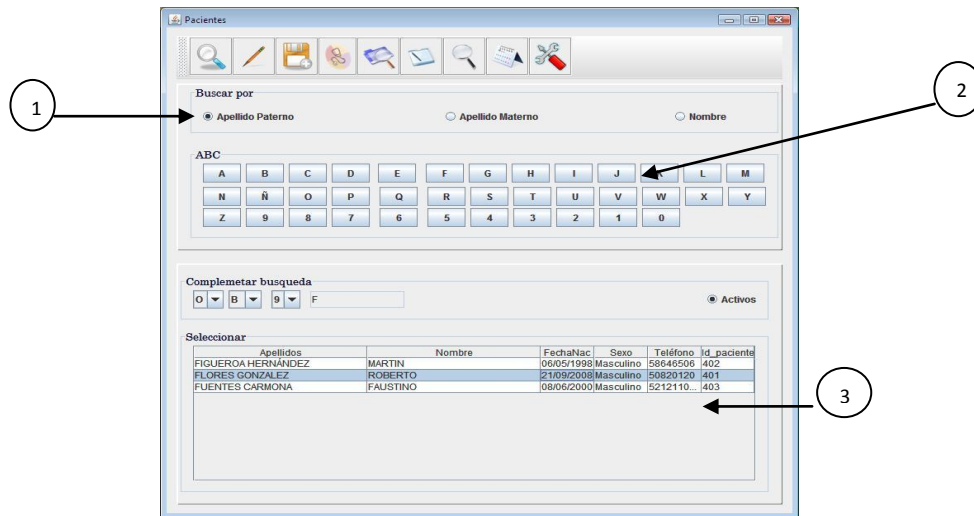 Pacientes
1
2
Buscar por
Apellido Paterno Apellido Materno Nombre
ABC
A B C D E F G H I J K L M
N Ñ O P Q R S T U V W X Y
Z 9 8 7 6 5 4 3 2 1 0
Complemetar busqueda
O B 9 F Activos
Seleccionar
Apellidos Nombre FechaNac Sexo Teléfono Id_paciente
FIGUEROA HERNÁNDEZ MARTIN 06/05/1998 Masculino 58646506 402
FLORES GONZALEZ ROBERTO 21/09/2008 Masculino 50820120 401
FUENTES CARMONA FAUSTINO 08/06/2000 Masculino 5212110... 403
3